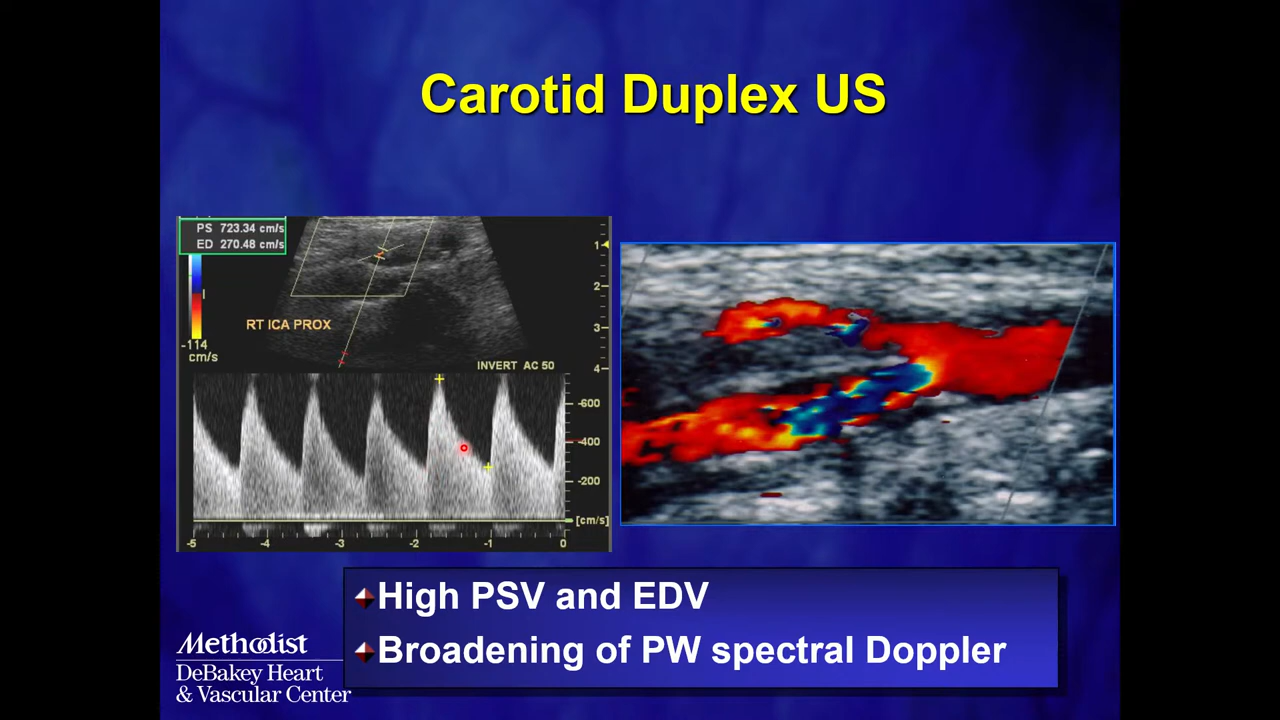 Carotid Duplex US
PS 723.34 cm/s
ED 270.48 cm/s
-114
cm/s
RT ICA PROX
INVERT AC 50
1
2
3
4
-600
-400
-200
[cm/s]
-5
-4
-3
-2
-1
0
High PSV and EDV
Broadening of PW spectral Doppler
Methodist
DeBakey Heart
& Vascular Center